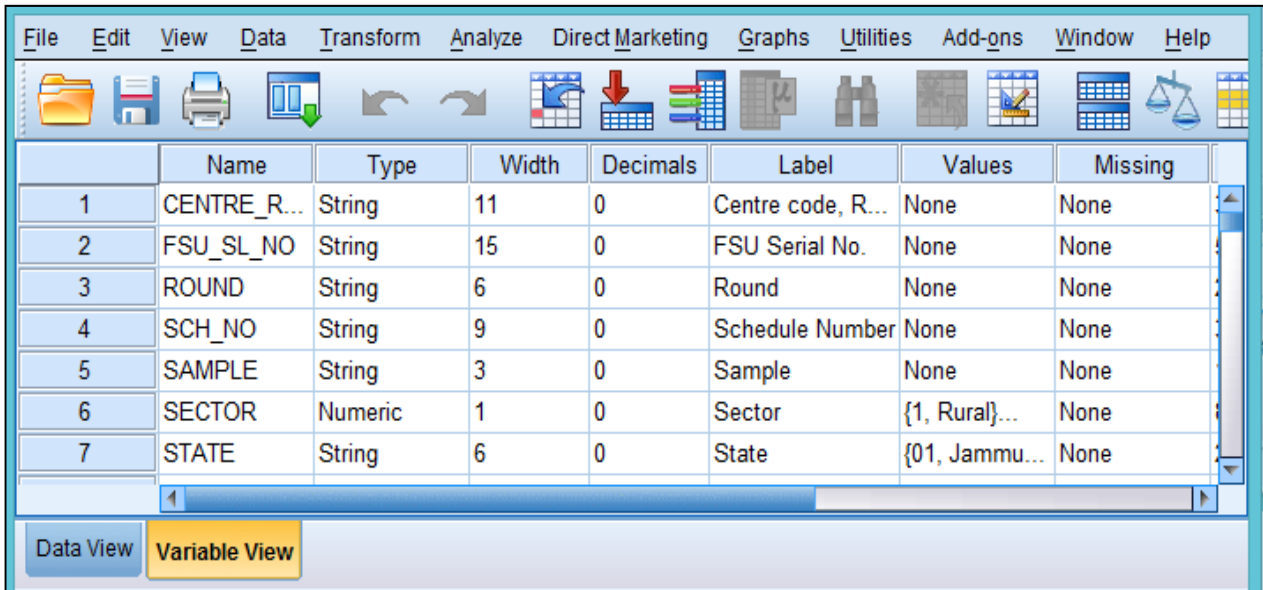 File Edit View Data Transform Analyze Direct Marketing Graphs Utilities Add-ons Window Help
Name Type Width Decimals Label Values Missing
1 CENTRE_R... String 11 0 Centre code, R... None None
2 FSU_SL_NO String 15 0 FSU Serial No. None None
3 ROUND String 6 0 Round None None
4 SCH_NO String 9 0 Schedule Number None None
5 SAMPLE String 3 0 Sample None None
6 SECTOR Numeric 1 0 Sector {1, Rural}... None
7 STATE String 6 0 State {01, Jammu... None
Data View Variable View